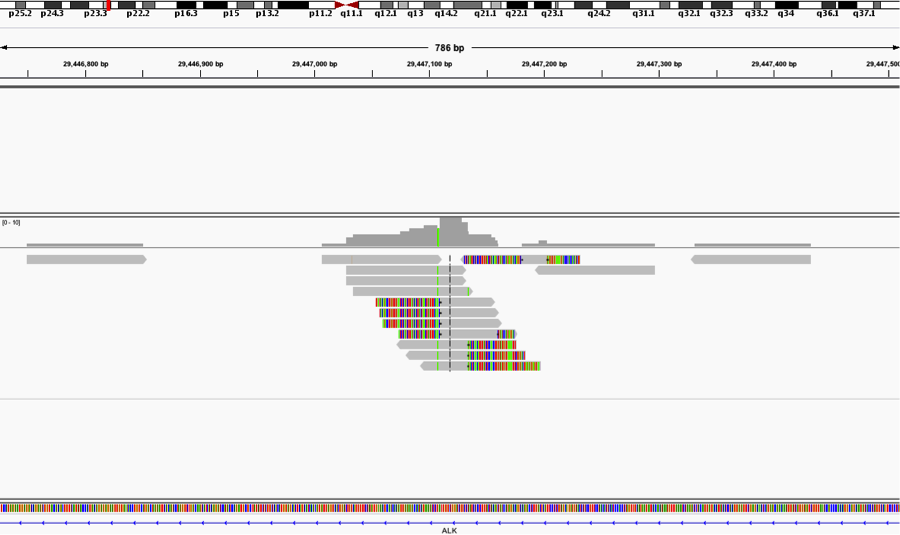 p25.2 p24.3 p23.3 p22.2 p16.3 p15 p13.2 p11.2 q11.1 q12.1 q13 q14.2 q21.1 q22.1 q23.1 q24.2 q31.1 q32.1 q32.3 q33.2 q34 q36.1 q37.1
786 bp
29,446,800 bp 29,446,900 bp 29,447,000 bp 29,447,100 bp 29,447,200 bp 29,447,300 bp 29,447,400 bp 29,447,500
[0 - 10]
ALK